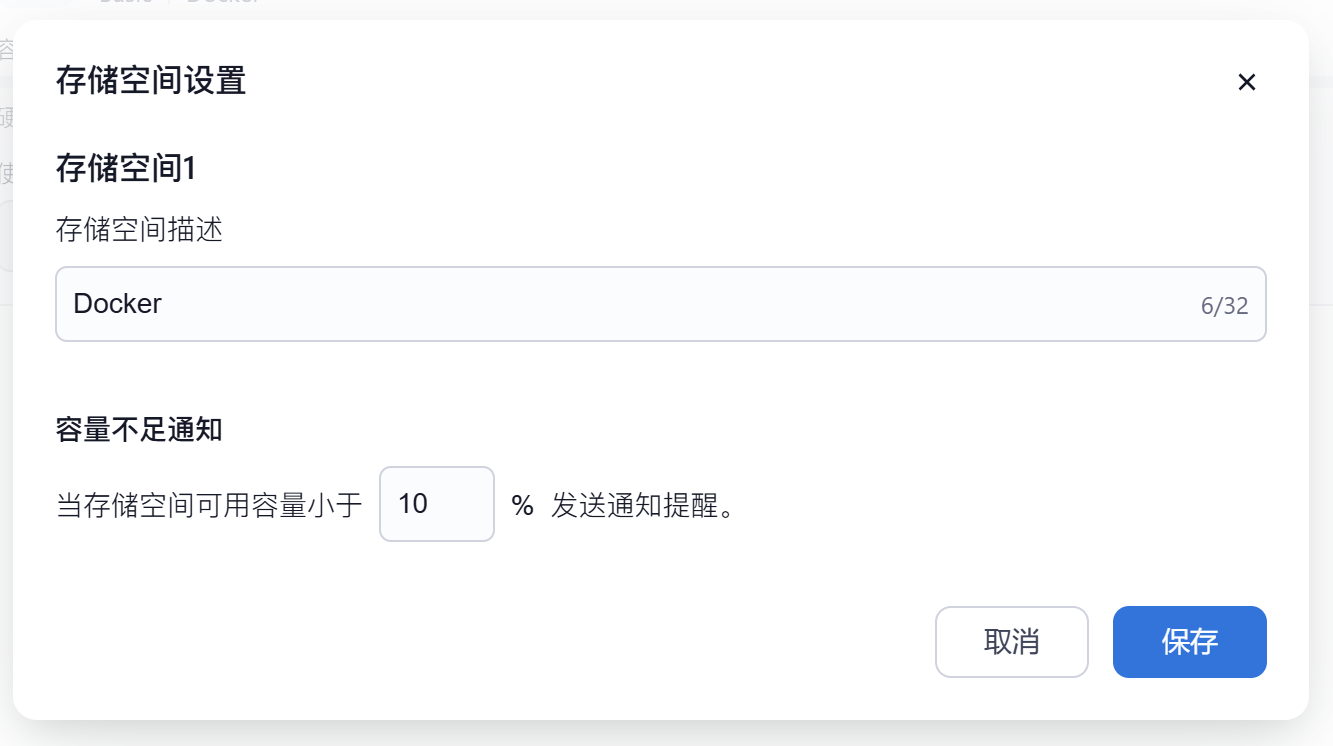 存储空间设置
存储空间1
存储空间描述
Docker 6/32
容量不足通知
当存储空间可用容量小于 10 % 发送通知提醒。
取消 保存